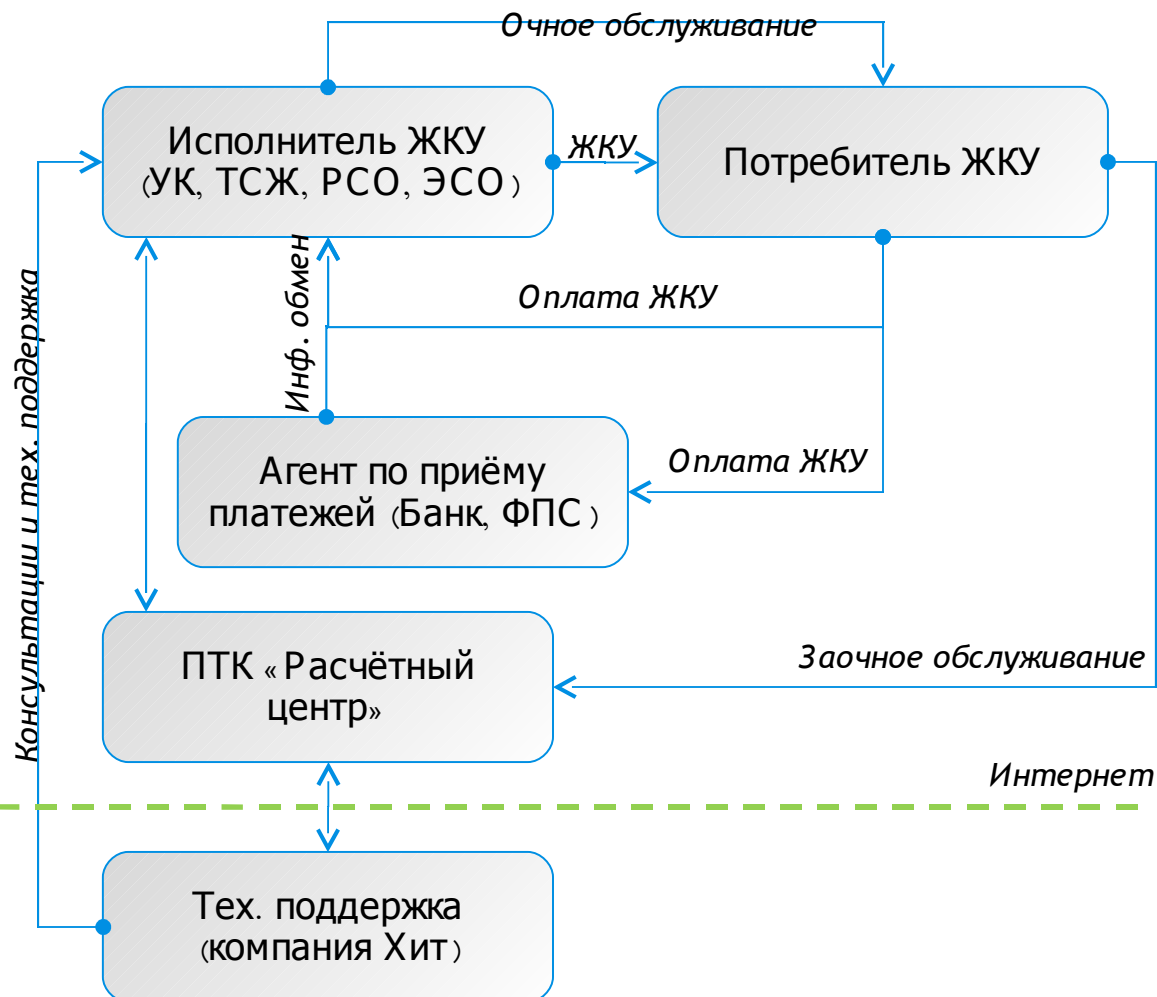 Очное обслуживание
Исполнитель ЖКУ
(УК, ТСЖ, РСО, ЭСО)
ЖКУ
Потребитель ЖКУ
Консультации и тех. поддержка
Инф. обмен
Оплата ЖКУ
Агент по приёму
платежей (Банк, ФПС)
Оплата ЖКУ
ПТК «Расчётный
центр»
Заочное обслуживание
Интернет
Тех. поддержка
(компания Хит)